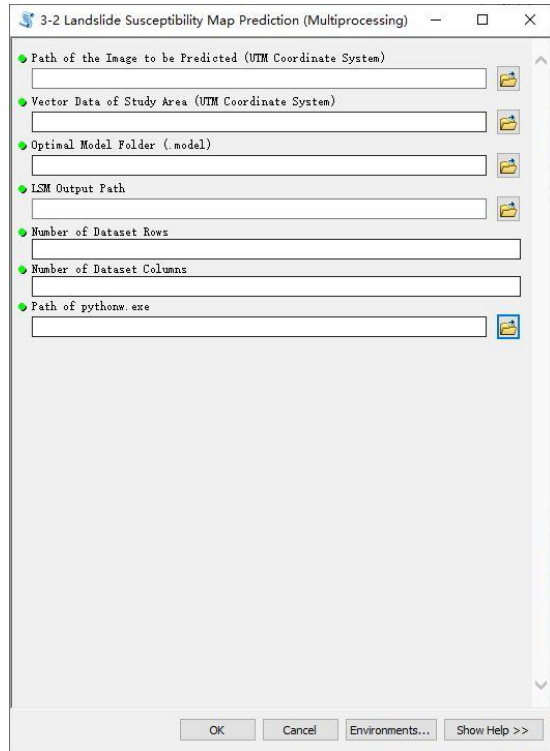 3-2 Landslide Susceptibility Map Prediction (Multiprocessing)
Path of the Image to be Predicted (UTM Coordinate System)
Vector Data of Study Area (UTM Coordinate System)
Optimal Model Folder (.model)
LSM Output Path
Number of Dataset Rows
Number of Dataset Columns
Path of pythonw.exe
OK Cancel Environments... Show Help >>